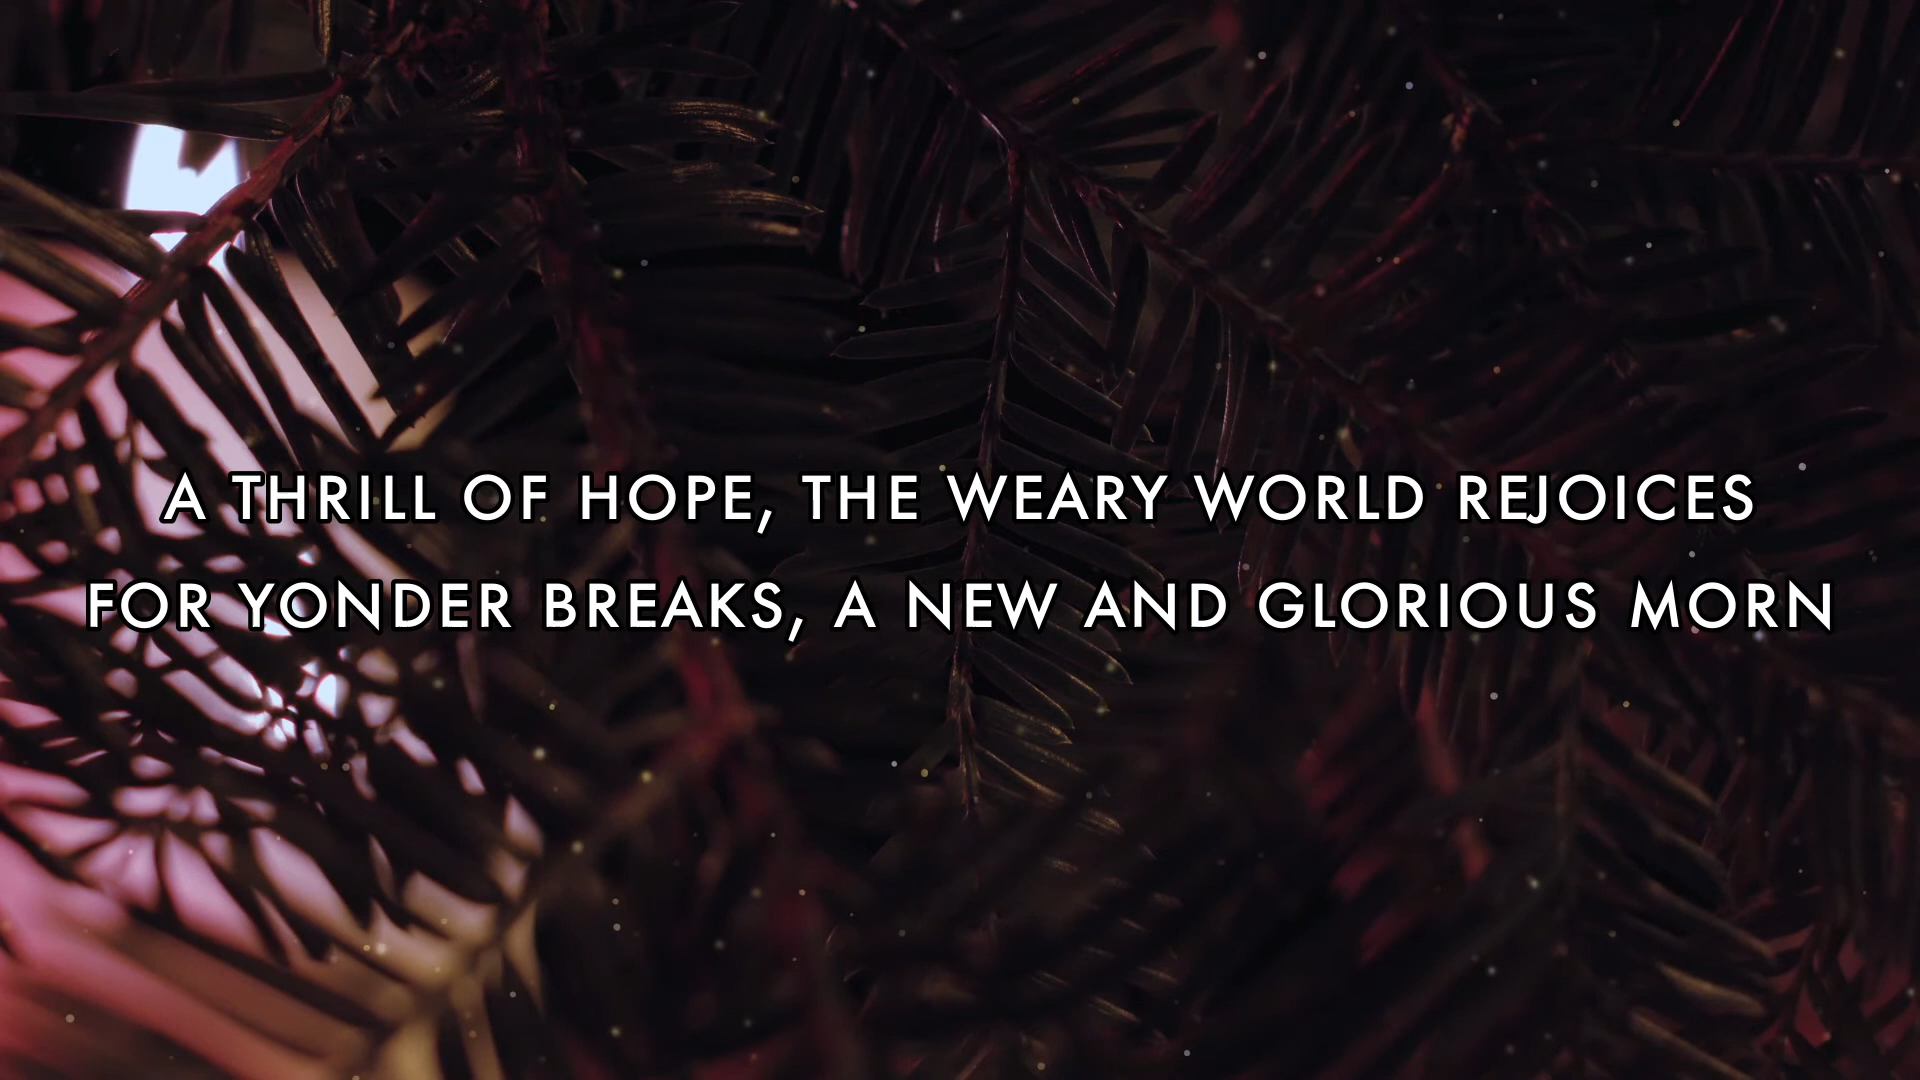 A THRILL OF HOPE, THE WEARY WORLD REJOICES
FOR YONDER BREAKS, A NEW AND GLORIOUS MORN